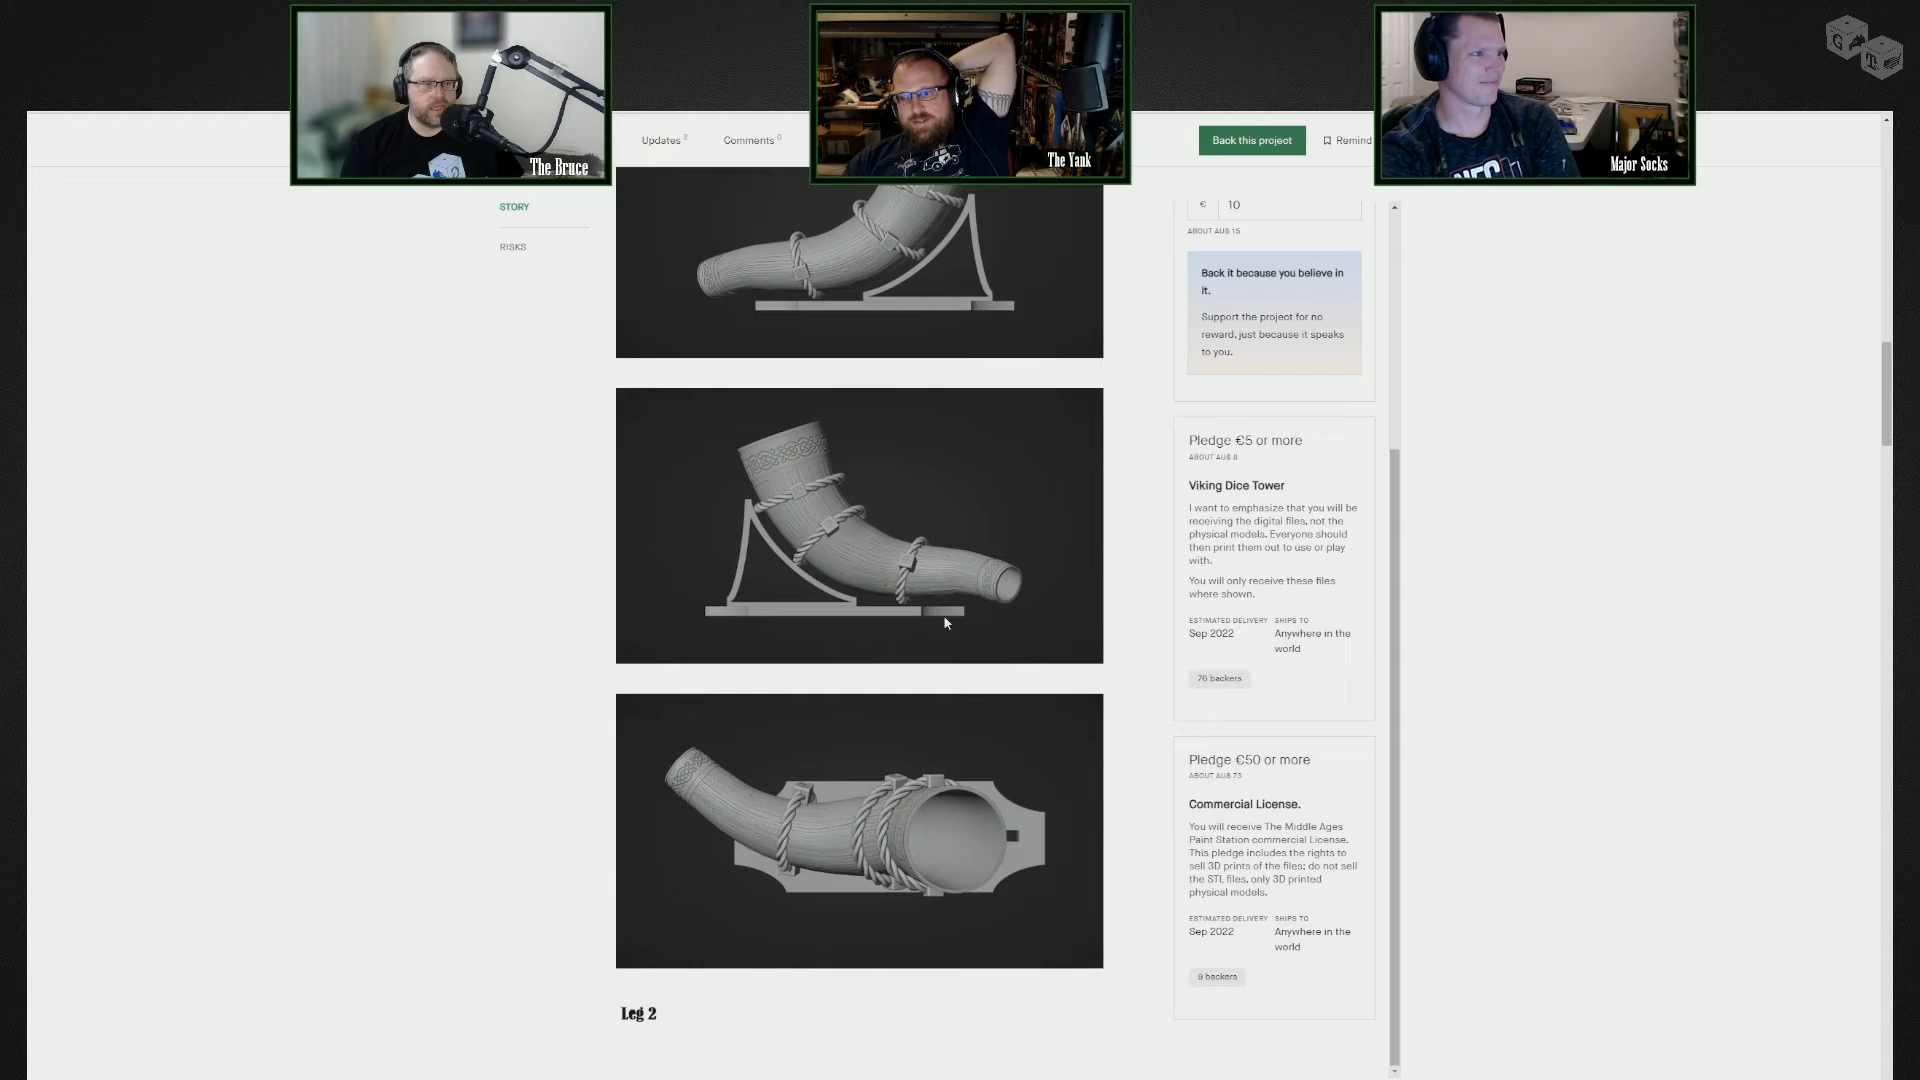 The Bruce
The Yank
Major Socks
G
T
Updates 2
Comments 0
Back this project
Remind
STORY
RISKS
€ 10
ABOUT AU$ 15
Back it because you believe in
it.
Support the project for no
reward, just because it speaks
to you.
Pledge €5 or more
ABOUT AU$ 8
Viking Dice Tower
I want to emphasize that you will be
receiving the digital files, not the
physical models. Everyone should
then print them out to use or play
with.
You will only receive these files
where shown.
ESTIMATED DELIVERY SHIPS TO
Sep 2022 Anywhere in the
world
76 backers
Pledge €50 or more
ABOUT AU$ 73
Commercial License.
You will receive The Middle Ages
Paint Station commercial License.
This pledge includes the rights to
sell 3D prints of the files; do not sell
the STL files, only 3D printed
physical models.
ESTIMATED DELIVERY SHIPS TO
Sep 2022 Anywhere in the
world
9 backers
Leg 2